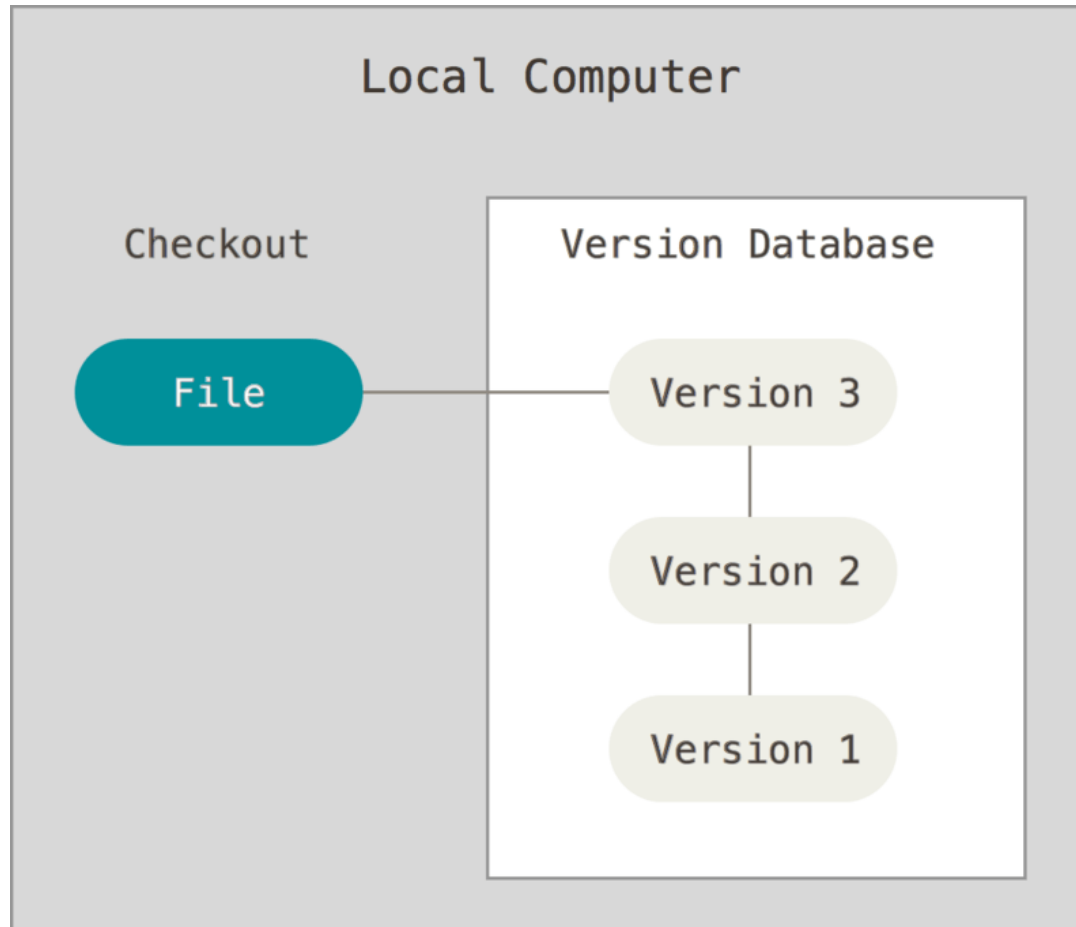 Local Computer
Checkout
Version Database
File
Version 3
Version 2
Version 1